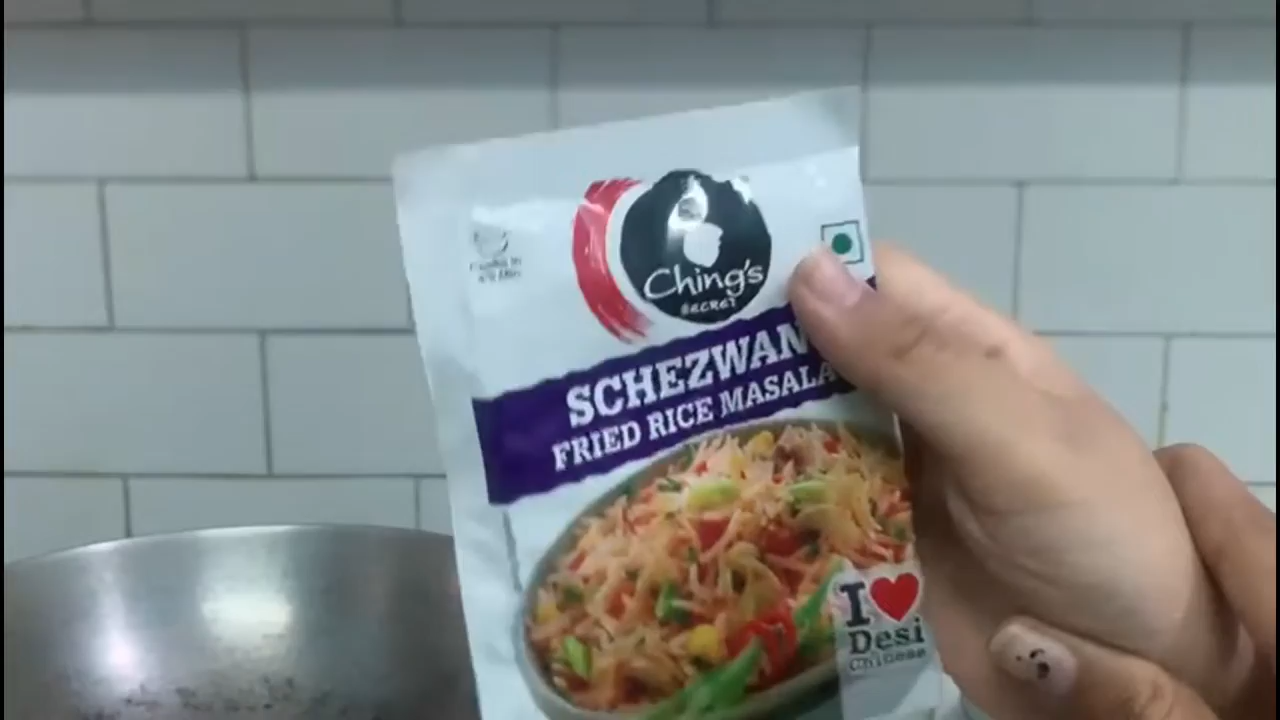 Ching's
SECRET
SCHEZWAN
FRIED RICE MASALA
I
Desi
Chinese